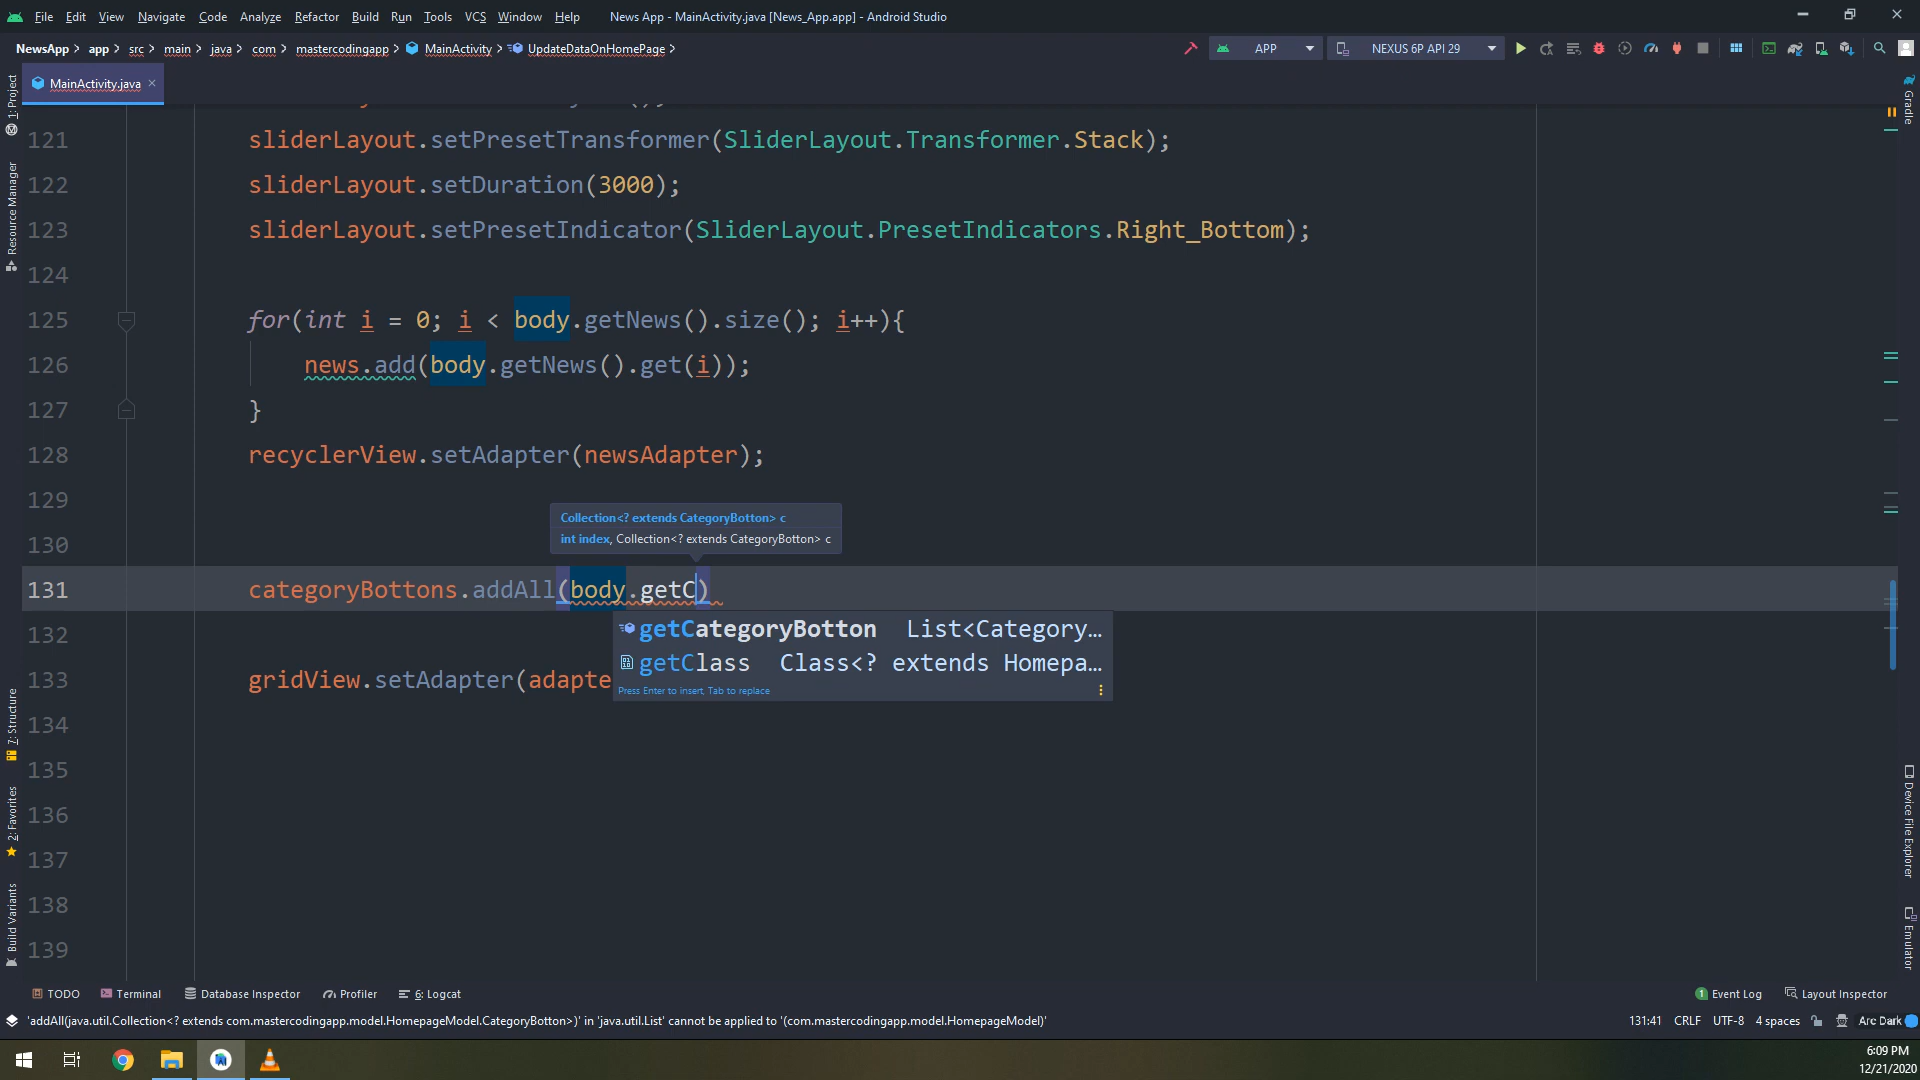 File Edit View Navigate Code Analyze Refactor Build Run Tools VCS Window Help News App - MainActivity.java [News_App.app] - Android Studio
NewsApp > app > src > main > java > com > mastercodingapp > MainActivity > UpdateDataOnHomePage >
APP NEXUS 6P API 29
MainActivity.java ×
121 sliderLayout.setPresetTransformer(SliderLayout.Transformer.Stack);
122 sliderLayout.setDuration(3000);
123 sliderLayout.setPresetIndicator(SliderLayout.PresetIndicators.Right_Bottom);
124
125 for(int i = 0; i < body.getNews().size(); i++){
126 news.add(body.getNews().get(i));
127 }
128 recyclerView.setAdapter(newsAdapter);
129
Collection<? extends CategoryBotton> c
int index, Collection<? extends CategoryBotton> c
130
131 categoryBottons.addAll(body.getC)
getCategoryBotton List<Category…
getClass Class<? extends Homepa…
Press Enter to insert, Tab to replace
132
133 gridView.setAdapter(adapte
134
135
136
137
138
139
1: Project
Resource Manager
7: Structure
2: Favorites
Build Variants
Gradle
Device File Explorer
Emulator
TODO Terminal Database Inspector Profiler 6: Logcat 1 Event Log Layout Inspector
'addAll(java.util.Collection<? extends com.mastercodingapp.model.HomepageModel.CategoryBotton>)' in 'java.util.List' cannot be applied to '(com.mastercodingapp.model.HomepageModel)' 131:41 CRLF UTF-8 4 spaces Arc Dark
6:09 PM
12/21/2020